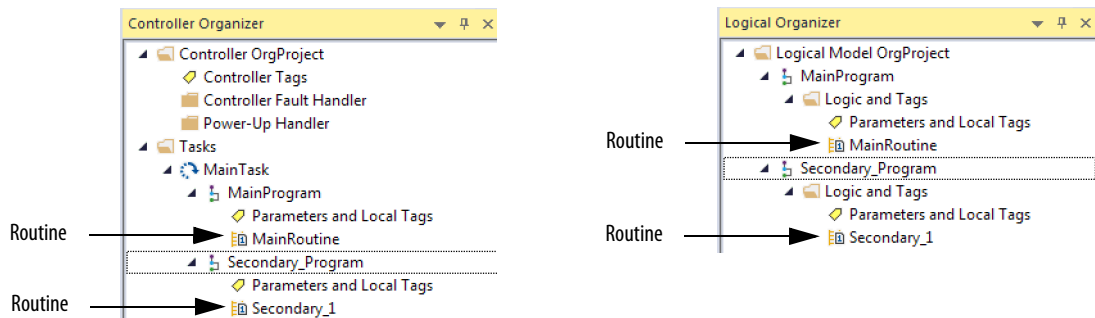 Controller Organizer
Controller OrgProject
Controller Tags
Controller Fault Handler
Power-Up Handler
Tasks
MainTask
MainProgram
Parameters and Local Tags
Routine
MainRoutine
Secondary_Program
Parameters and Local Tags
Routine
Secondary_1
Logical Organizer
Logical Model OrgProject
MainProgram
Logic and Tags
Parameters and Local Tags
Routine
MainRoutine
Secondary_Program
Logic and Tags
Parameters and Local Tags
Routine
Secondary_1